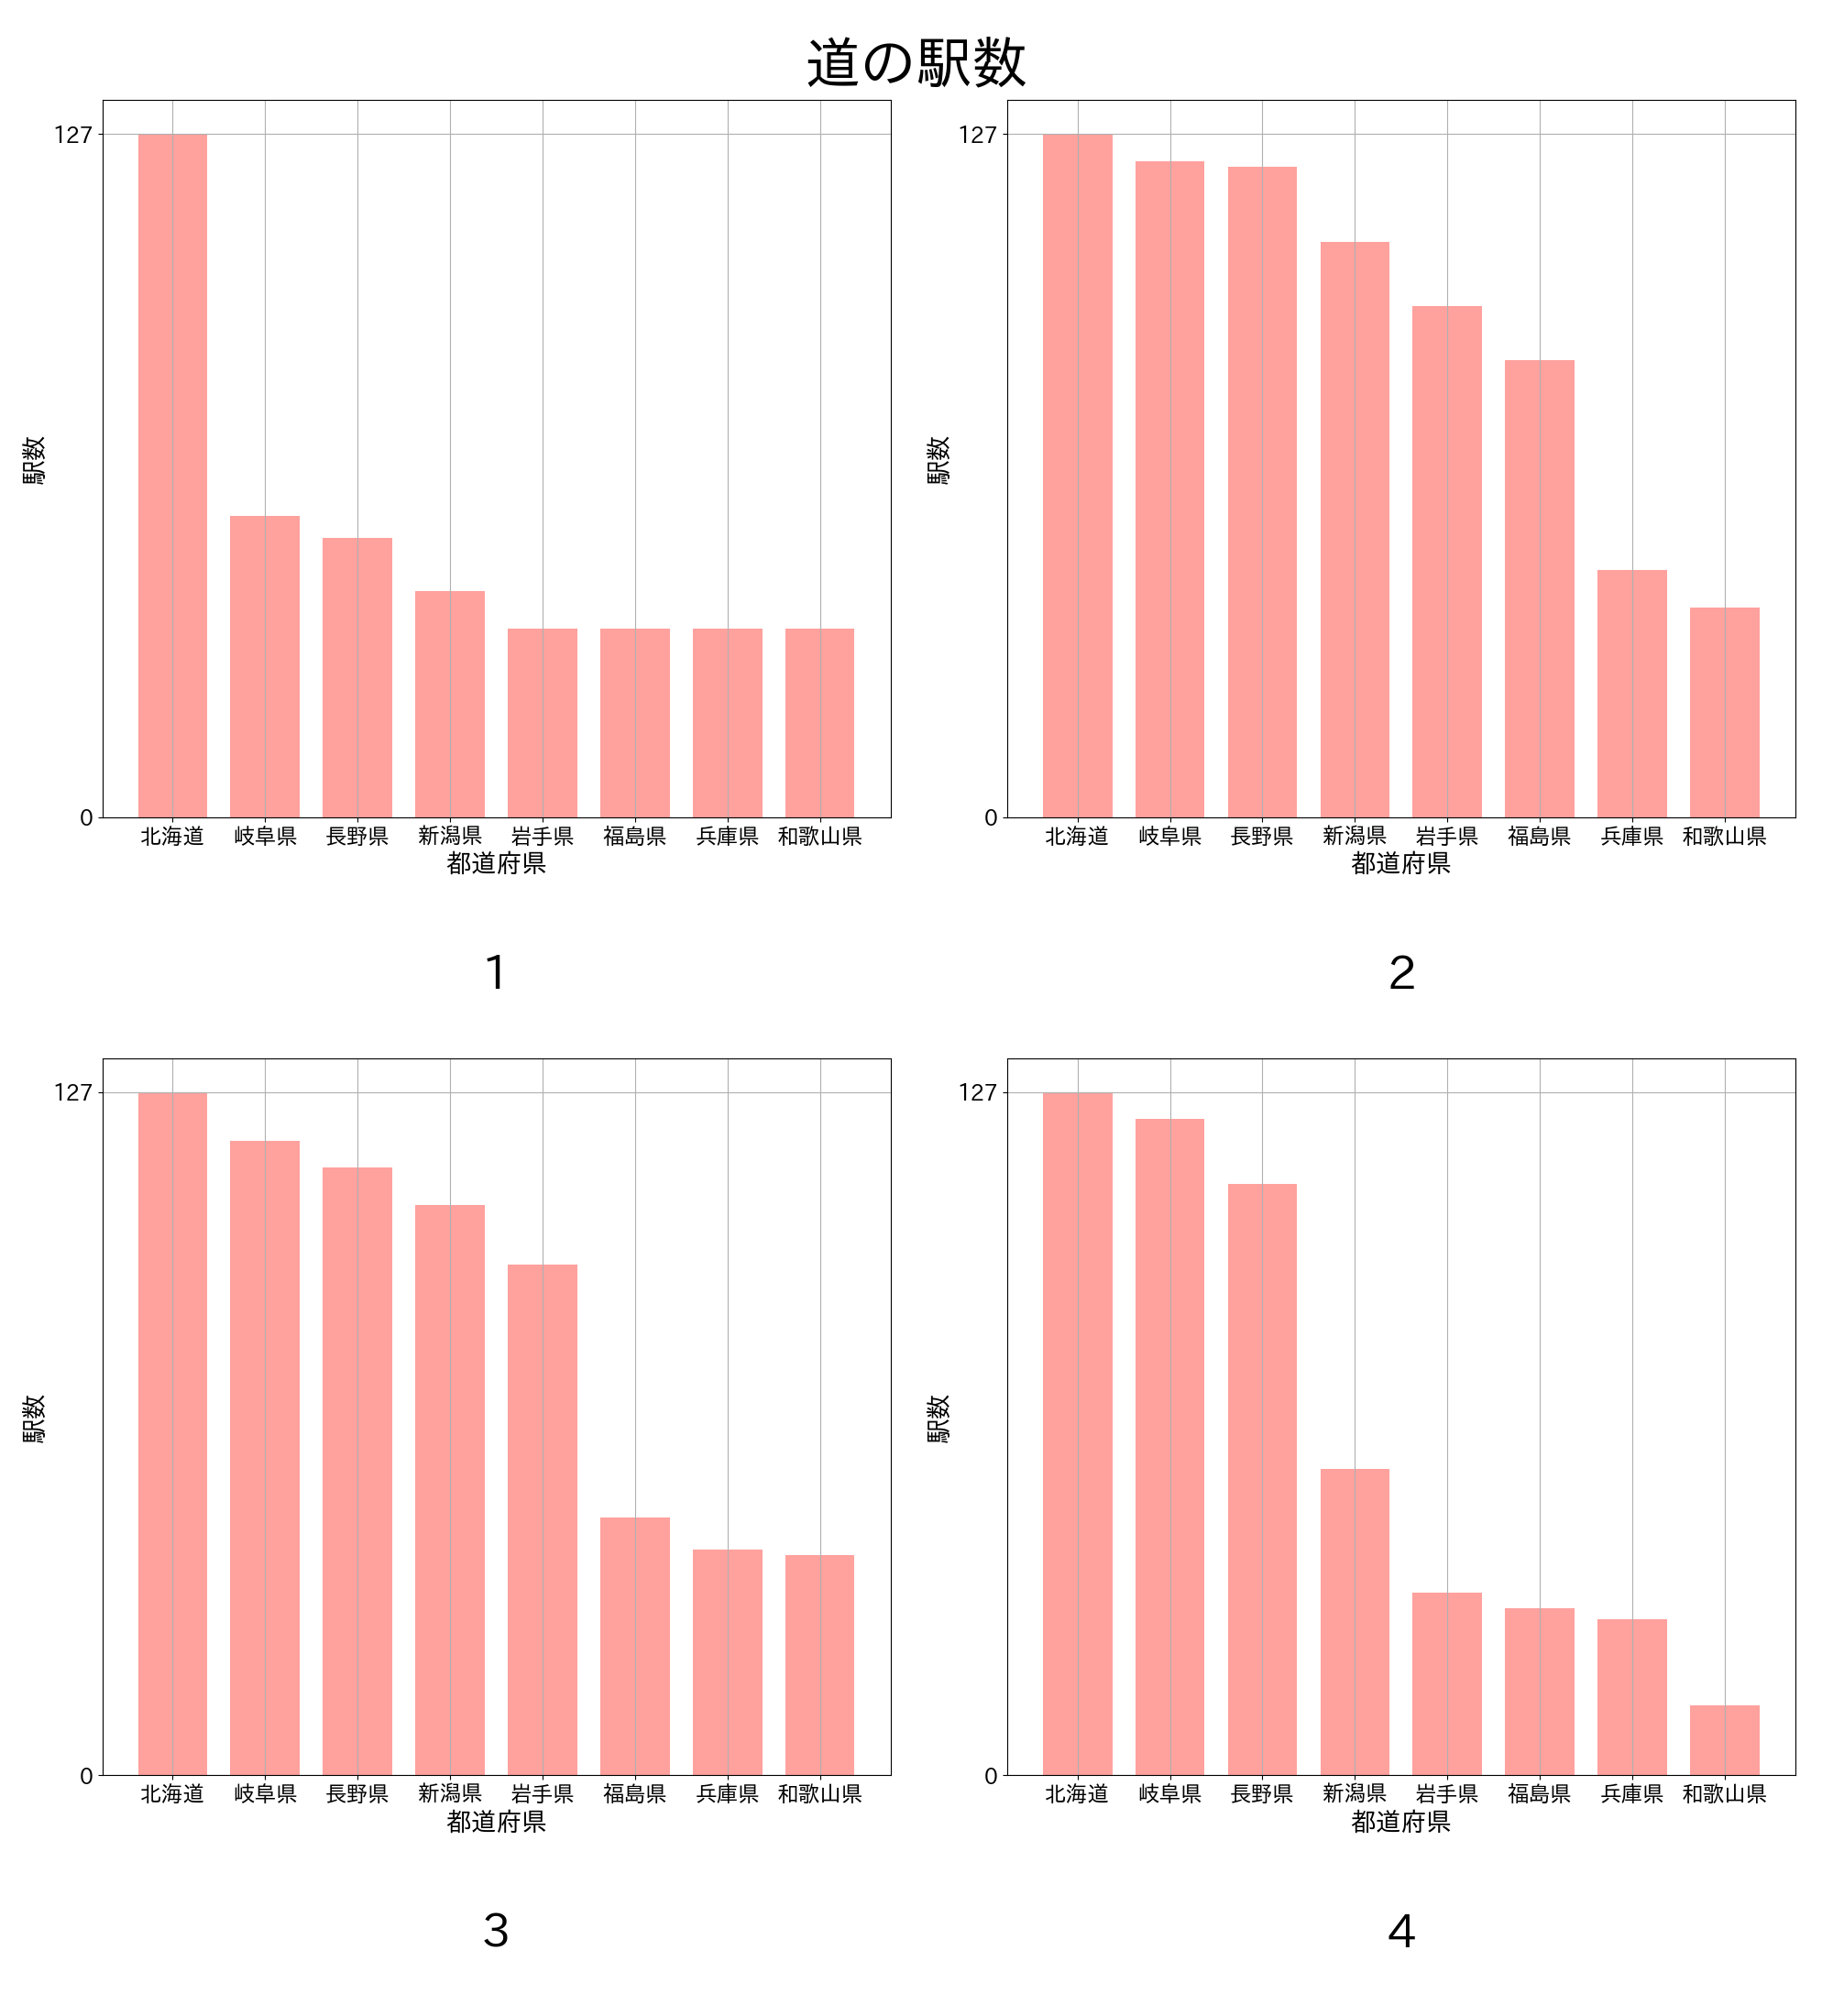 道の駅数
127
駅数
0
北海道 岐阜県 長野県 新潟県 岩手県 福島県 兵庫県 和歌山県
都道府県
1
127
駅数
0
北海道 岐阜県 長野県 新潟県 岩手県 福島県 兵庫県 和歌山県
都道府県
2
127
駅数
0
北海道 岐阜県 長野県 新潟県 岩手県 福島県 兵庫県 和歌山県
都道府県
3
127
駅数
0
北海道 岐阜県 長野県 新潟県 岩手県 福島県 兵庫県 和歌山県
都道府県
4